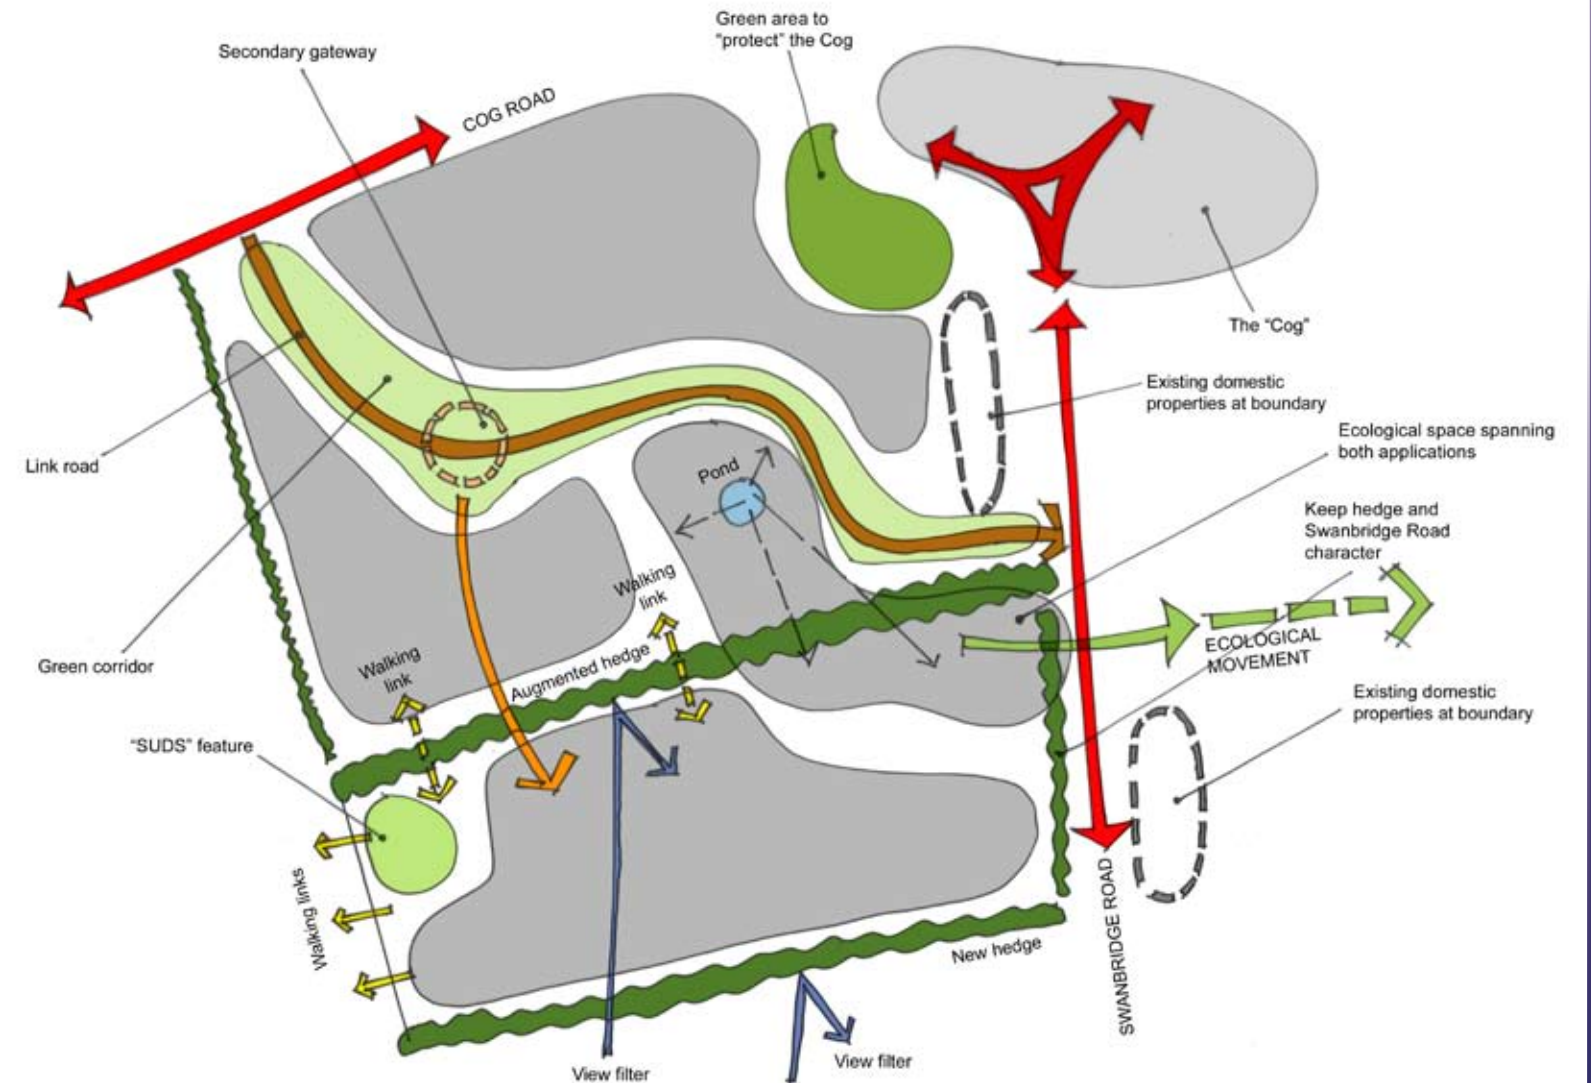 Green area to
"protect" the Cog
Secondary gateway
COG ROAD
The "Cog"
Existing domestic
properties at boundary
Ecological space spanning
both applications
Link road
Pond
Keep hedge and
Swanbridge Road
character
Walking
link
Green corridor
Walking
link
Augmented hedge
ECOLOGICAL
MOVEMENT
Existing domestic
properties at boundary
"SUDS" feature
Walking links
SWANBRIDGE ROAD
New hedge
View filter
View filter